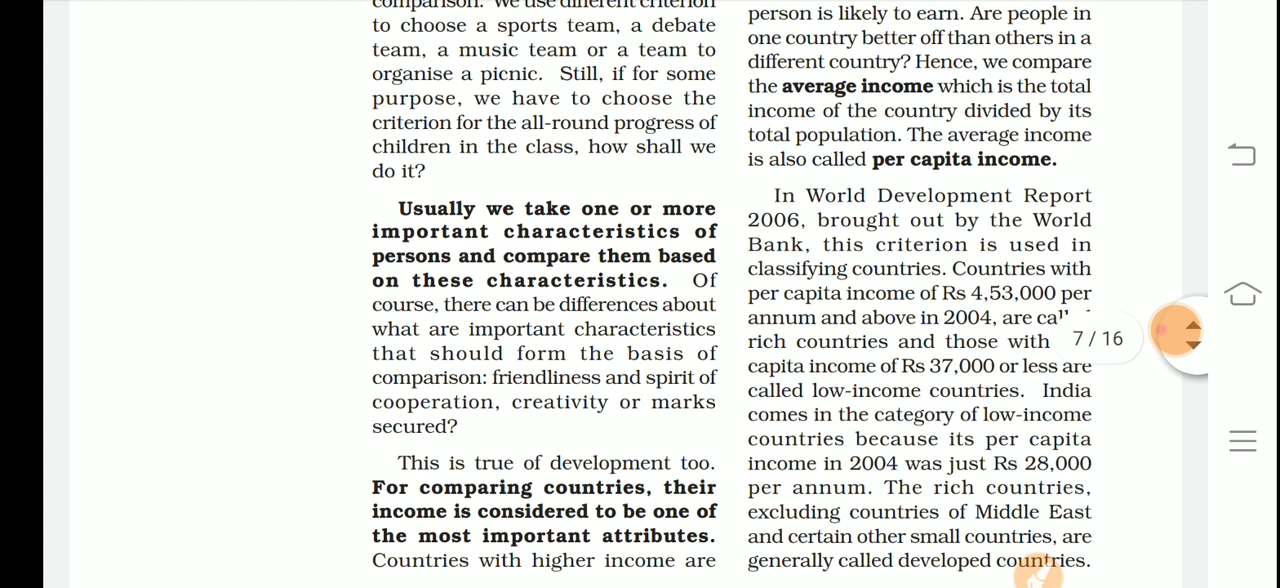 comparison. We use different criterion
to choose a sports team, a debate
team, a music team or a team to
organise a picnic. Still, if for some
purpose, we have to choose the
criterion for the all-round progress of
children in the class, how shall we
do it?
Usually we take one or more
important characteristics of
persons and compare them based
on these characteristics. Of
course, there can be differences about
what are important characteristics
that should form the basis of
comparison: friendliness and spirit of
cooperation, creativity or marks
secured?
This is true of development too.
For comparing countries, their
income is considered to be one of
the most important attributes.
Countries with higher income are
person is likely to earn. Are people in
one country better off than others in a
different country? Hence, we compare
the average income which is the total
income of the country divided by its
total population. The average income
is also called per capita income.
In World Development Report
2006, brought out by the World
Bank, this criterion is used in
classifying countries. Countries with
per capita income of Rs 4,53,000 per
annum and above in 2004, are
rich countries and those with
capita income of Rs 37,000 or less are
called low-income countries. India
comes in the category of low-income
countries because its per capita
income in 2004 was just Rs 28,000
per annum. The rich countries,
excluding countries of Middle East
and certain other small countries, are
generally called developed countries.
7 / 16